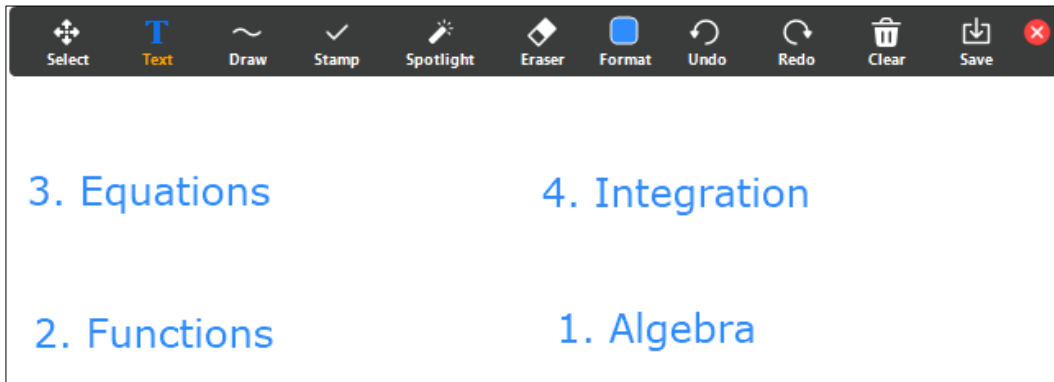 Select Text Draw Stamp Spotlight Eraser Format Undo Redo Clear Save
3. Equations 4. Integration
2. Functions 1. Algebra